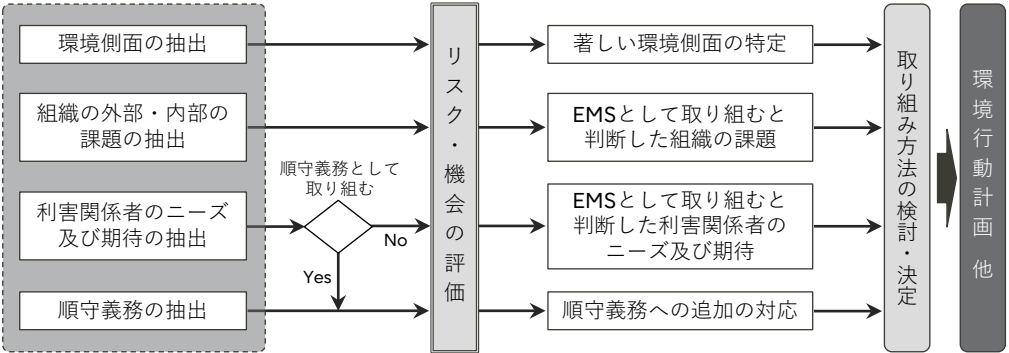 環境側面の抽出
組織の外部・内部の
課題の抽出
利害関係者のニーズ
及び期待の抽出
順守義務の抽出
順守義務として
取り組む
No
Yes
リスク・機会の評価
著しい環境側面の特定
EMSとして取り組むと
判断した組織の課題
EMSとして取り組むと
判断した利害関係者の
ニーズ及び期待
順守義務への追加の対応
取り組み方法の検討・決定
環境行動計画 他